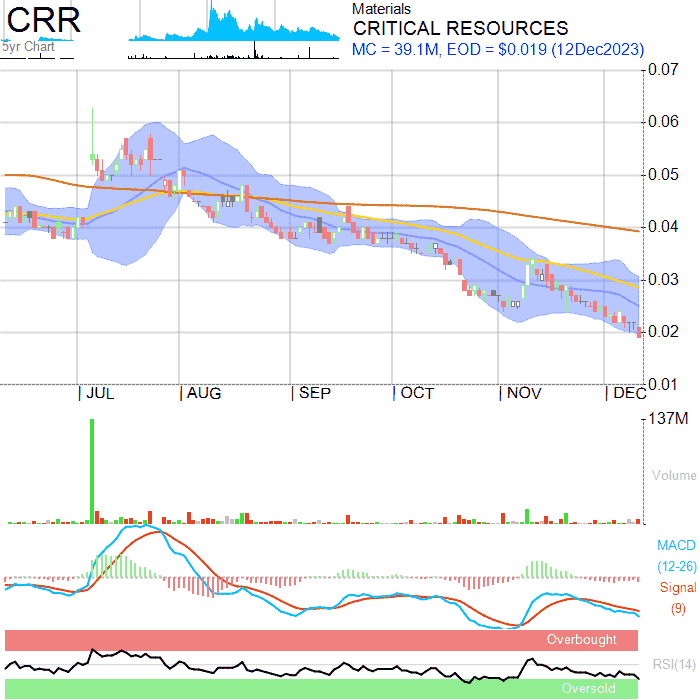 CRR
5yr Chart
Materials
CRITICAL RESOURCES
MC = 39.1M, EOD = $0.019 (12Dec2023)
0.07
0.06
0.05
0.04
0.03
0.02
0.01
JUL
AUG
SEP
OCT
NOV
DEC
137M
Volume
MACD
(12-26)
Signal
(9)
Overbought
RSI(14)
Oversold